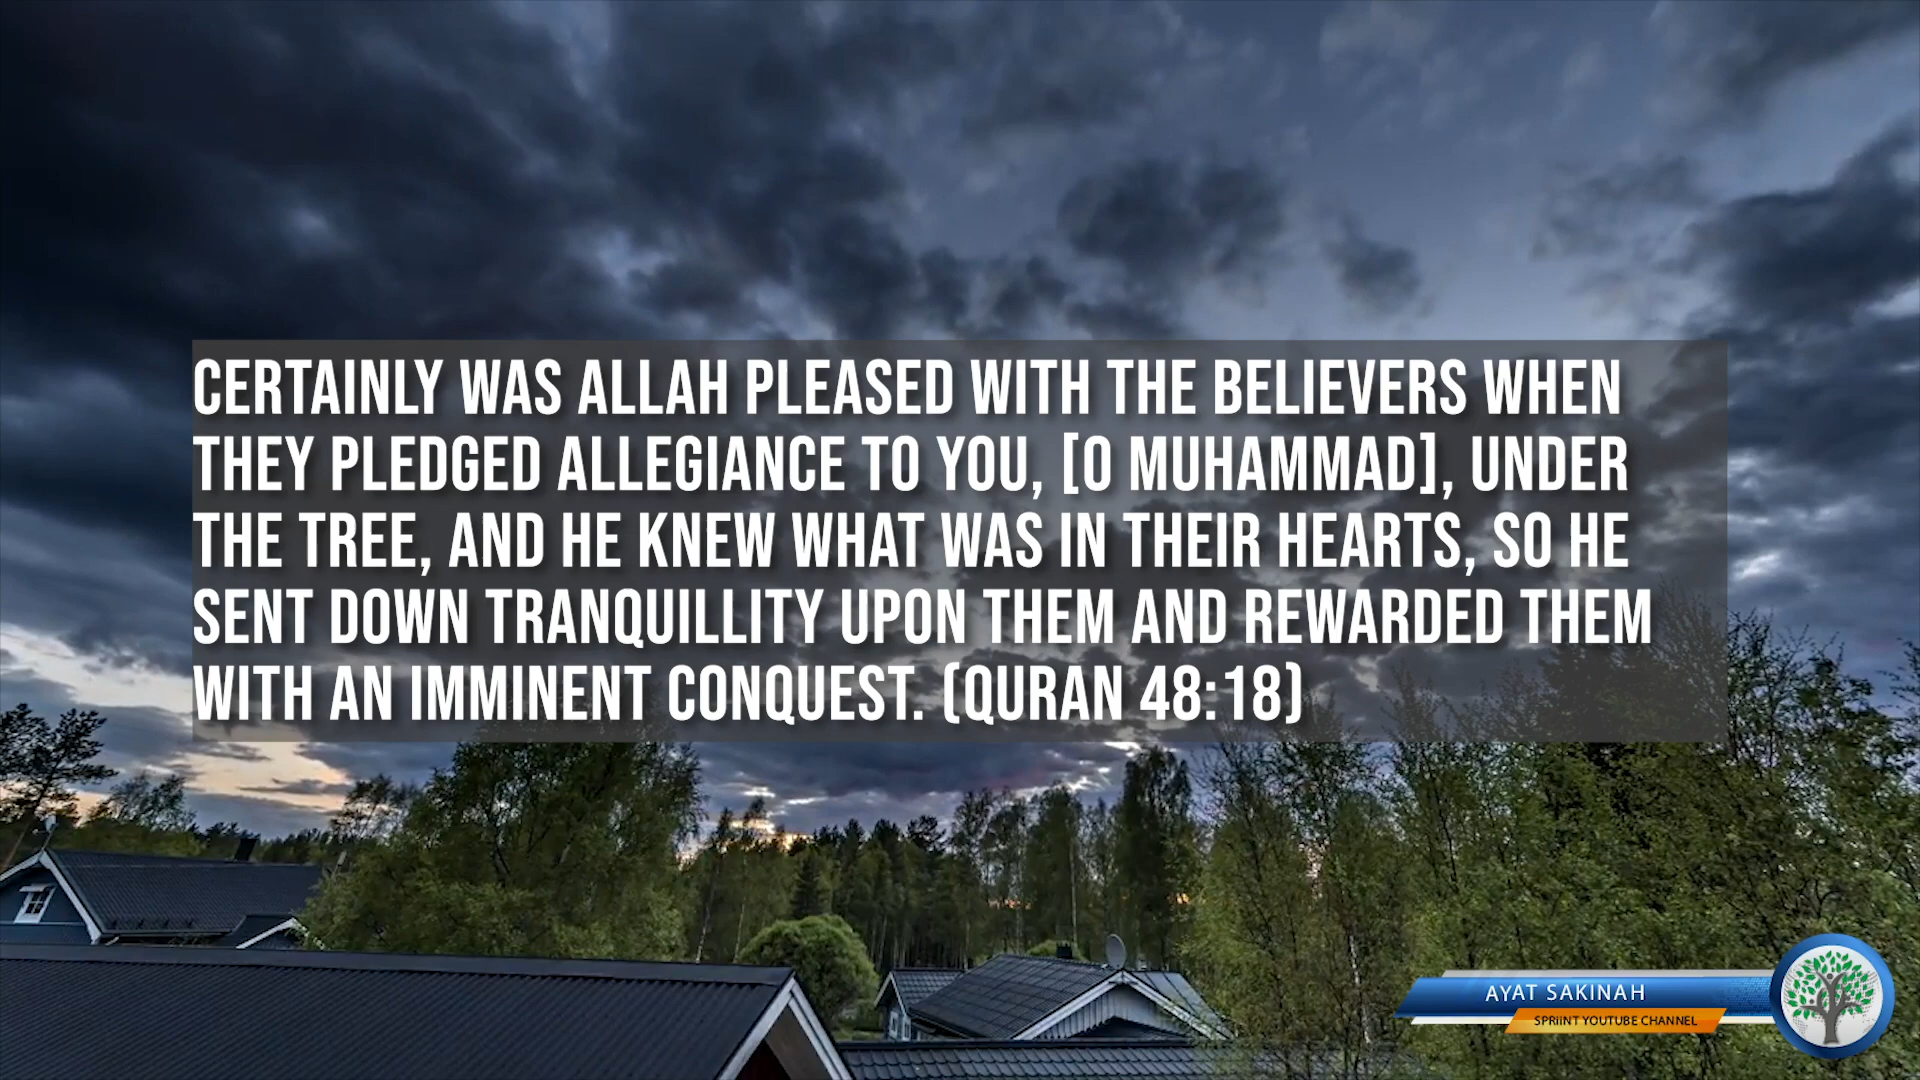 CERTAINLY WAS ALLAH PLEASED WITH THE BELIEVERS WHEN
THEY PLEDGED ALLEGIANCE TO YOU, [O MUHAMMAD], UNDER
THE TREE, AND HE KNEW WHAT WAS IN THEIR HEARTS, SO HE
SENT DOWN TRANQUILLITY UPON THEM AND REWARDED THEM
WITH AN IMMINENT CONQUEST. (QURAN 48:18)
AYAT SAKINAH
SPRIINT YOUTUBE CHANNEL